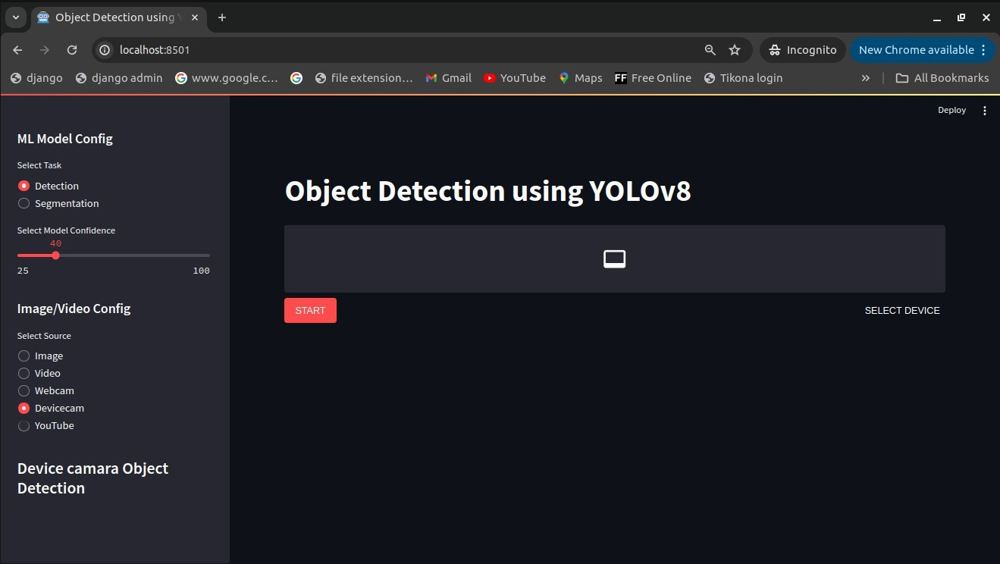 Object Detection using
localhost:8501
Incognito
New Chrome available
django
django admin
www.google.c...
file extension...
Gmail
YouTube
Maps
FF Free Online
Tikona login
All Bookmarks
Deploy
ML Model Config
Select Task
Detection
Segmentation
Select Model Confidence
40
25 100
Image/Video Config
Select Source
Image
Video
Webcam
Devicecam
YouTube
Device camara Object
Detection
Object Detection using YOLOv8
START
SELECT DEVICE